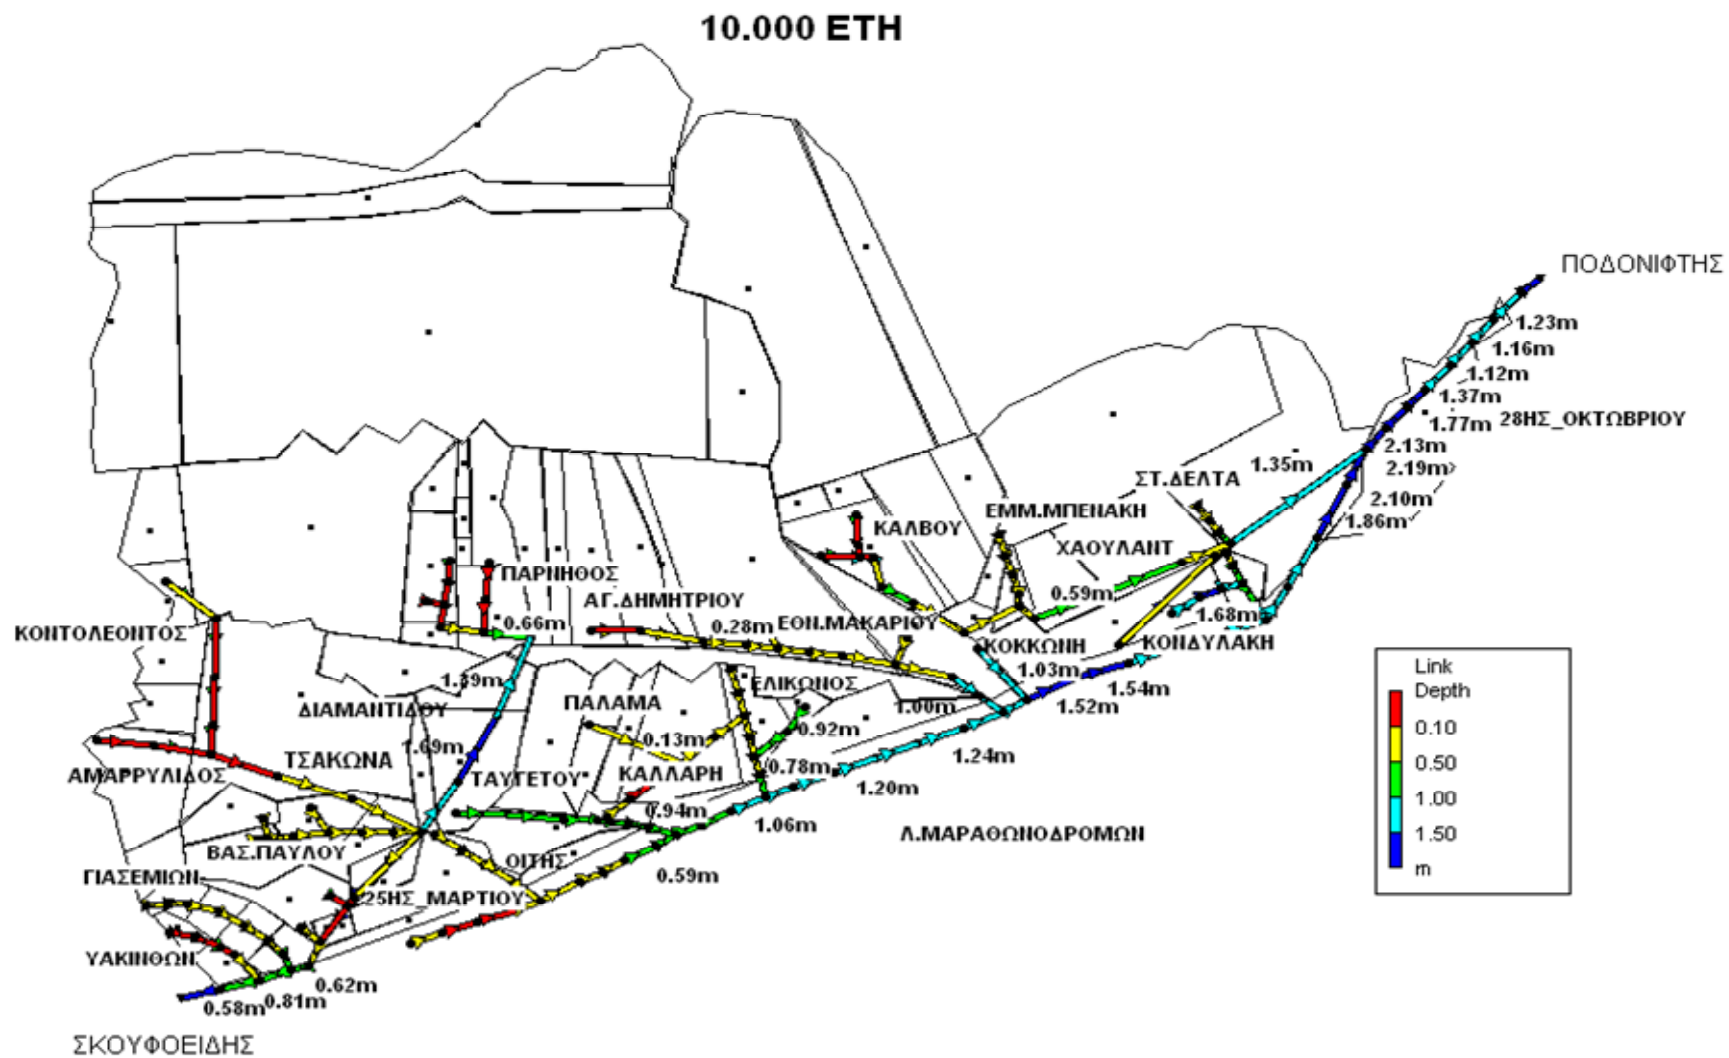 10.000 ΕΤΗ
ΠΟΔΟΝΙΦΤΗΣ
1.23m
1.16m
1.12m
1.37m
1.77m
28ΗΣ_ΟΚΤΩΒΡΙΟΥ
2.13m
2.19m
2.10m
1.86m
1.35m
ΣΤ.ΔΕΛΤΑ
ΕΜΜ.ΜΠΕΝΑΚΗ
ΚΑΛΒΟΥ
ΧΑΟΥΛΑΝΤ
0.59m
ΠΑΡΝΗΘΟΣ
ΑΓ.ΔΗΜΗΤΡΙΟΥ
0.66m
0.28m
ΕΘΝ.ΜΑΚΑΡΙΟΥ
1.68m
ΚΟΝΤΟΛΕΟΝΤΟΣ
ΚΟΚΚΩΝΗ
ΚΟΝΔΥΛΑΚΗ
1.03m
1.54m
1.52m
1.39m
ΕΛΙΚΩΝΟΣ
1.00m
ΔΙΑΜΑΝΤΙΔΟΥ
ΠΑΛΑΜΑ
0.92m
0.13m
1.69m
1.24m
ΤΣΑΚΩΝΑ
ΑΜΑΡΡΥΛΙΔΟΣ
ΤΑΥΓΕΤΟΥ
ΚΑΛΛΑΡΗ
0.78m
1.20m
0.94m
1.06m
Λ.ΜΑΡΑΘΩΝΟΔΡΟΜΩΝ
ΒΑΣ.ΠΑΥΛΟΥ
ΟΙΤΗΣ
0.59m
ΓΙΑΣΕΜΙΩΝ
25ΗΣ_ΜΑΡΤΙΟΥ
ΥΑΚΙΝΘΩΝ
0.62m
0.81m
0.58m
ΣΚΟΥΦΟΕΙΔΗΣ
Link
Depth
0.10
0.50
1.00
1.50
m